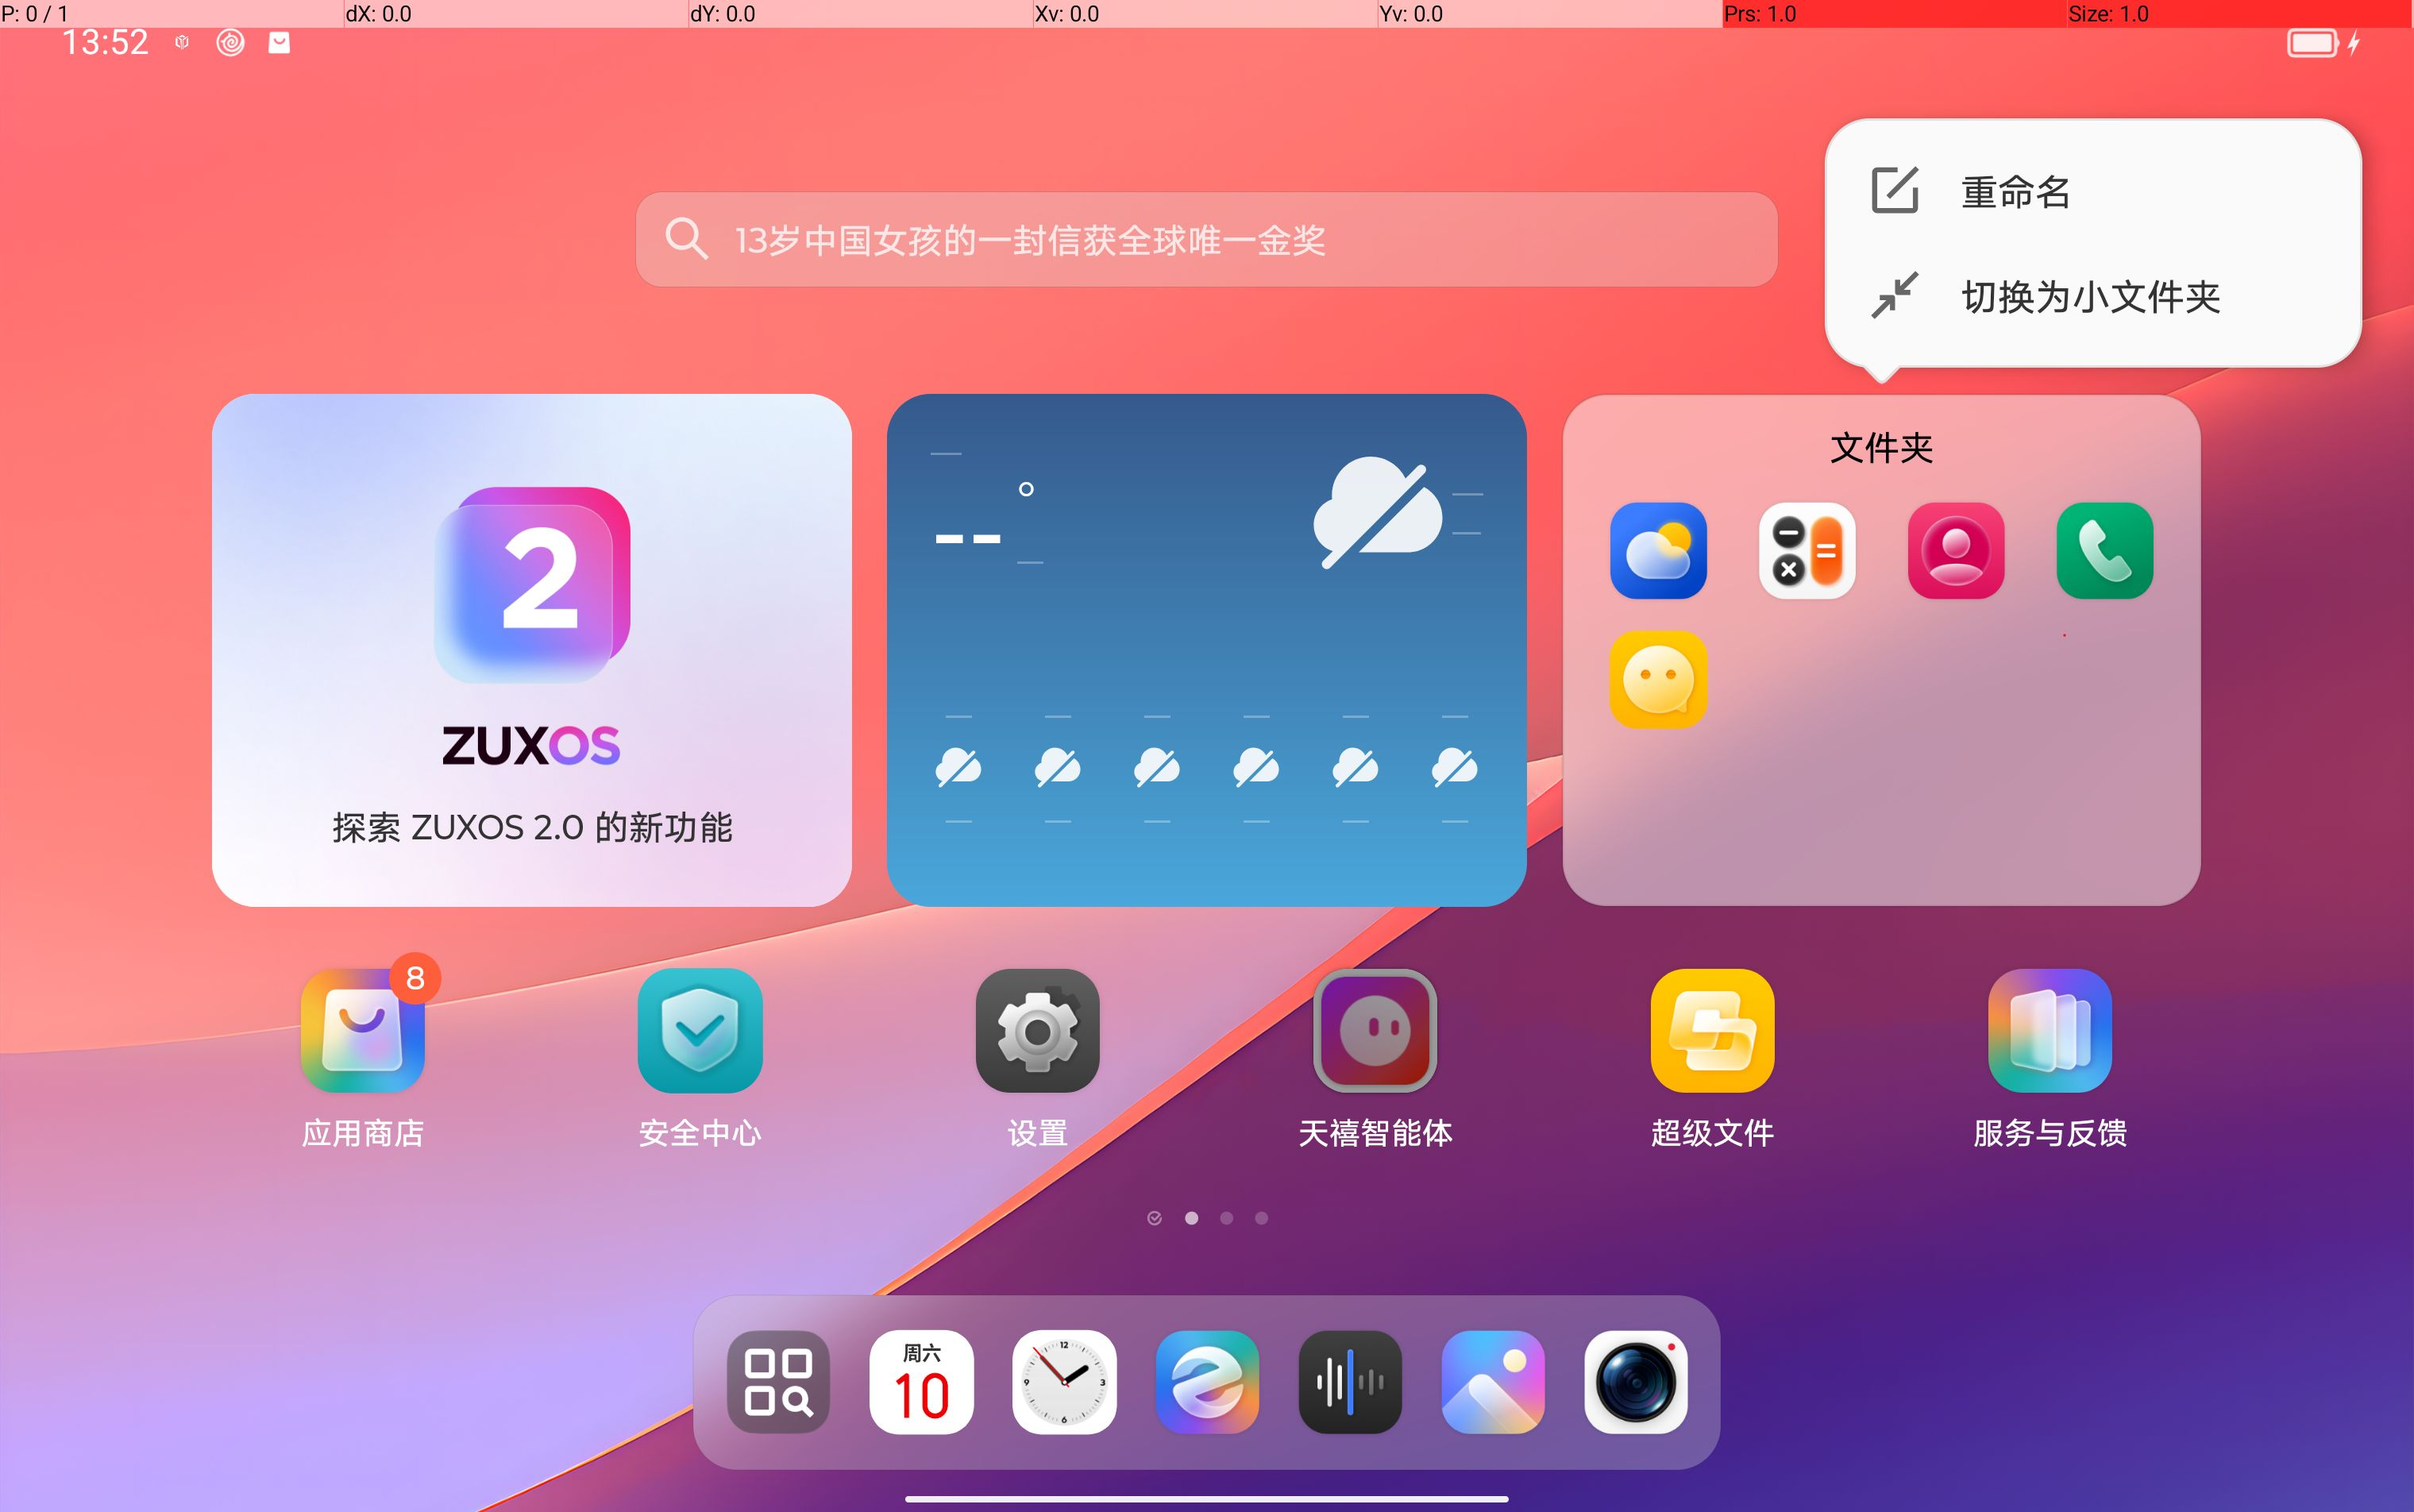 P: 0 / 1 dX: 0.0 dY: 0.0 Xv: 0.0 Yv: 0.0 Prs: 1.0 Size: 1.0
13:52
重命名
13岁中国女孩的一封信获全球唯一金奖
切换为小文件夹
文件夹
-- °
2
ZUXOS
探索 ZUXOS 2.0 的新功能
8
应用商店 安全中心 设置 天禧智能体 超级文件 服务与反馈
周六
10
12
9 3
6